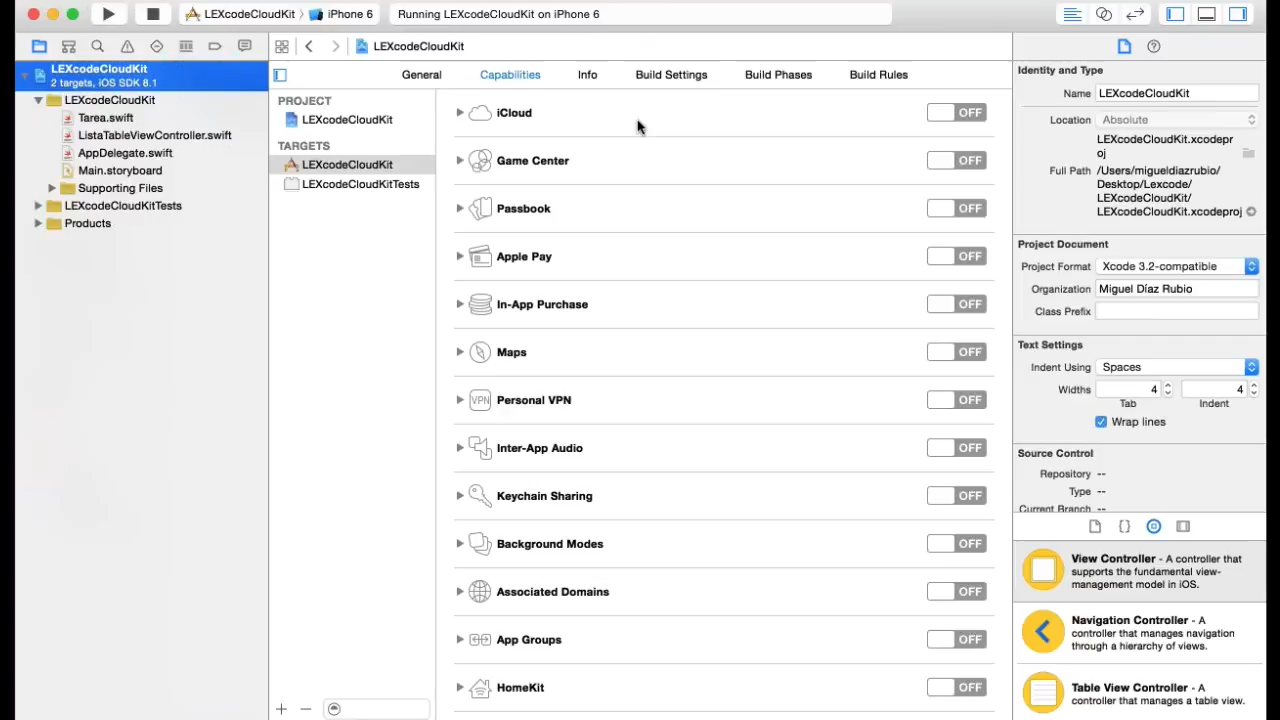 LEXcodeCloudKit
iPhone 6
Running LEXcodeCloudKit on iPhone 6
LEXcodeCloudKit
2 targets, iOS SDK 8.1
LEXcodeCloudKit
Tarea.swift
ListaTableViewController.swift
AppDelegate.swift
Main.storyboard
Supporting Files
LEXcodeCloudKitTests
Products
LEXcodeCloudKit
General
Capabilities
Info
Build Settings
Build Phases
Build Rules
PROJECT
LEXcodeCloudKit
TARGETS
LEXcodeCloudKit
LEXcodeCloudKitTests
iCloud OFF
Game Center OFF
Passbook OFF
Apple Pay OFF
In-App Purchase OFF
Maps OFF
VPN Personal VPN OFF
Inter-App Audio OFF
Keychain Sharing OFF
Background Modes OFF
Associated Domains OFF
App Groups OFF
HomeKit OFF
Identity and Type
Name LEXcodeCloudKit
Location Absolute
LEXcodeCloudKit.xcodepr
oj
Full Path /Users/migueldiazrubio/
Desktop/Lexcode/
LEXcodeCloudKit/
LEXcodeCloudKit.xcodeproj
Project Document
Project Format Xcode 3.2-compatible
Organization Miguel Díaz Rubio
Class Prefix
Text Settings
Indent Using Spaces
Widths 4 4
Tab Indent
Wrap lines
Source Control
Repository --
Type --
Current Branch --
View Controller - A controller that
supports the fundamental view-
management model in iOS.
Navigation Controller - A
controller that manages navigation
through a hierarchy of views.
Table View Controller - A
controller that manages a table view.